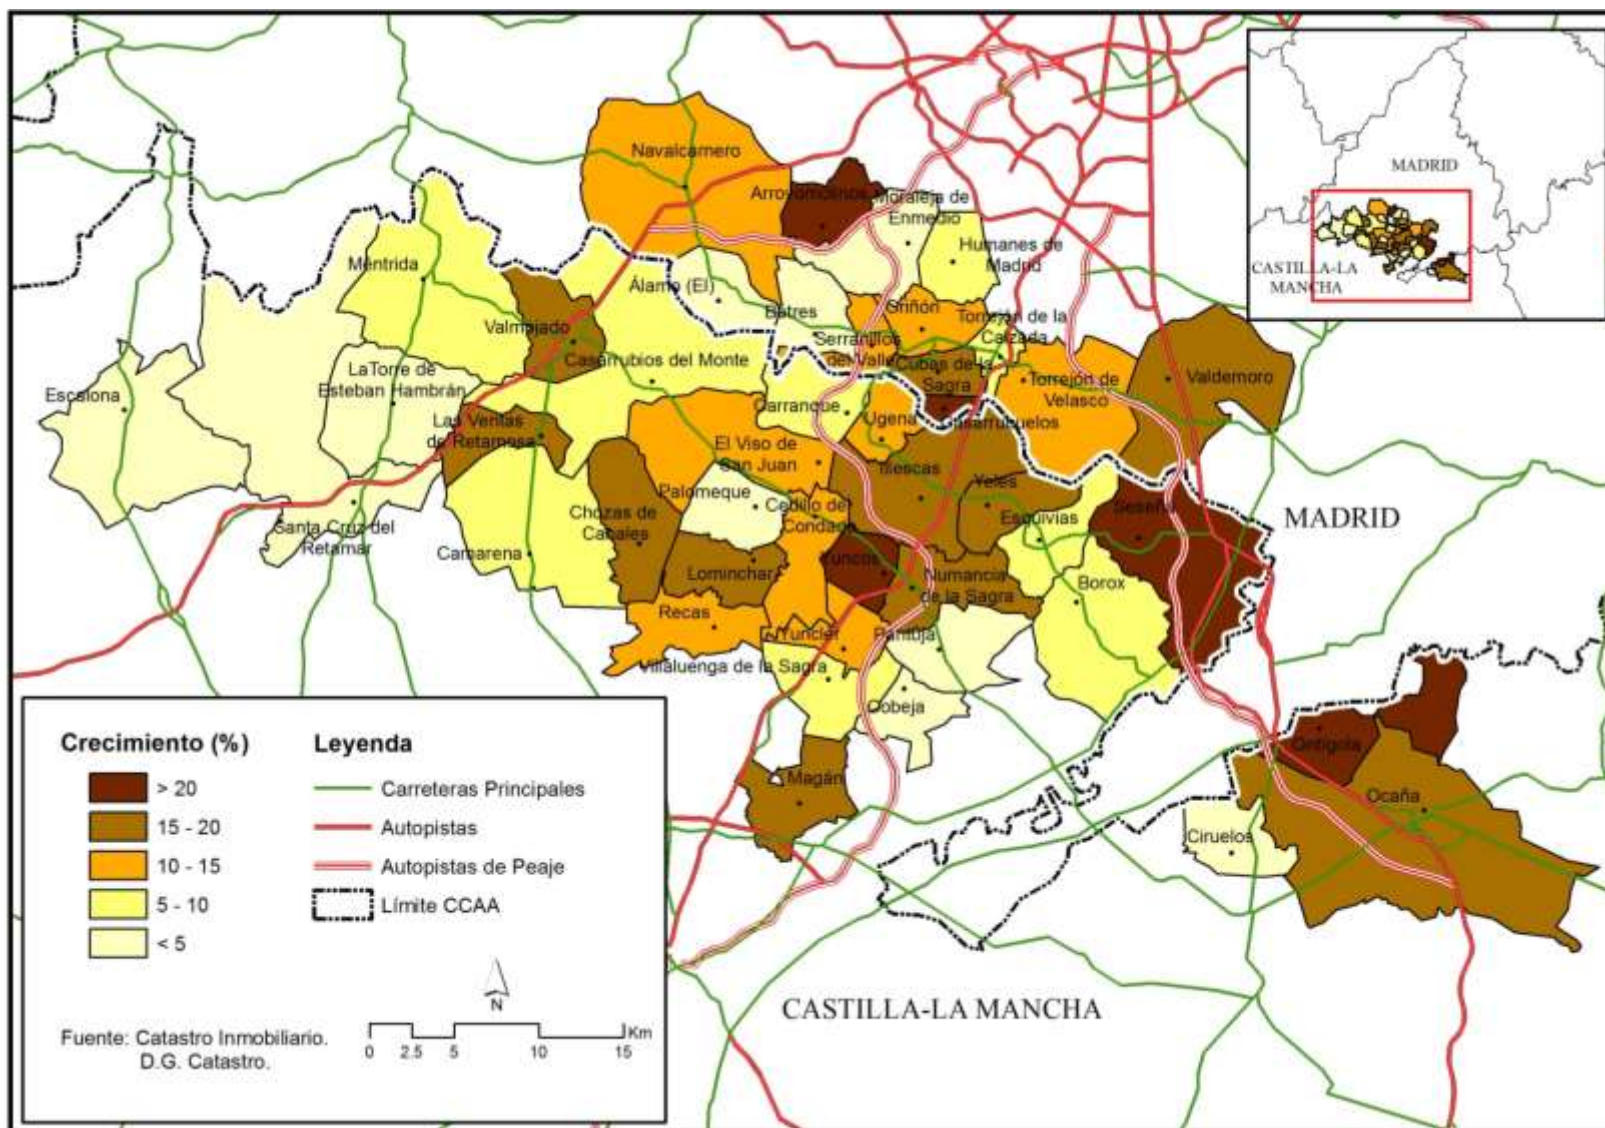 Navalcarnero
Arroyomolinos
Moraleja de
Enmedio
Humanes de
Madrid
MADRID
CASTILLA-LA
MANCHA
Méntrida
Álamo (El)
Batres
Griñón
Torrejón de la
Calzada
Valmojado
Serranillos
del Valle
Cubas de la
Sagra
Casarrubios del Monte
LaTorre de
Esteban Hambrán
Torrejón de
Velasco
Valdemoro
Escalona
Carranque
Ugena
Casarrubuelos
Las Ventas
de Retamosa
El Viso de
San Juan
Illescas
Yeles
Palomeque
Cedillo del
Condado
Esquivias
Seseña
MADRID
Santa Cruz del
Retamar
Chozas de
Canales
Camarena
Lominchar
Yuncos
Numancia
de la Sagra
Borox
Recas
Yuncler
Pantoja
Villaluenga de la Sagra
Cobeja
Ontígola
Magán
Ocaña
Ciruelos
CASTILLA-LA MANCHA
Crecimiento (%)
> 20
15 - 20
10 - 15
5 - 10
< 5
Leyenda
Carreteras Principales
Autopistas
Autopistas de Peaje
Límite CCAA
N
Km
0 2.5 5 10 15
Fuente: Catastro Inmobiliario.
D.G. Catastro.